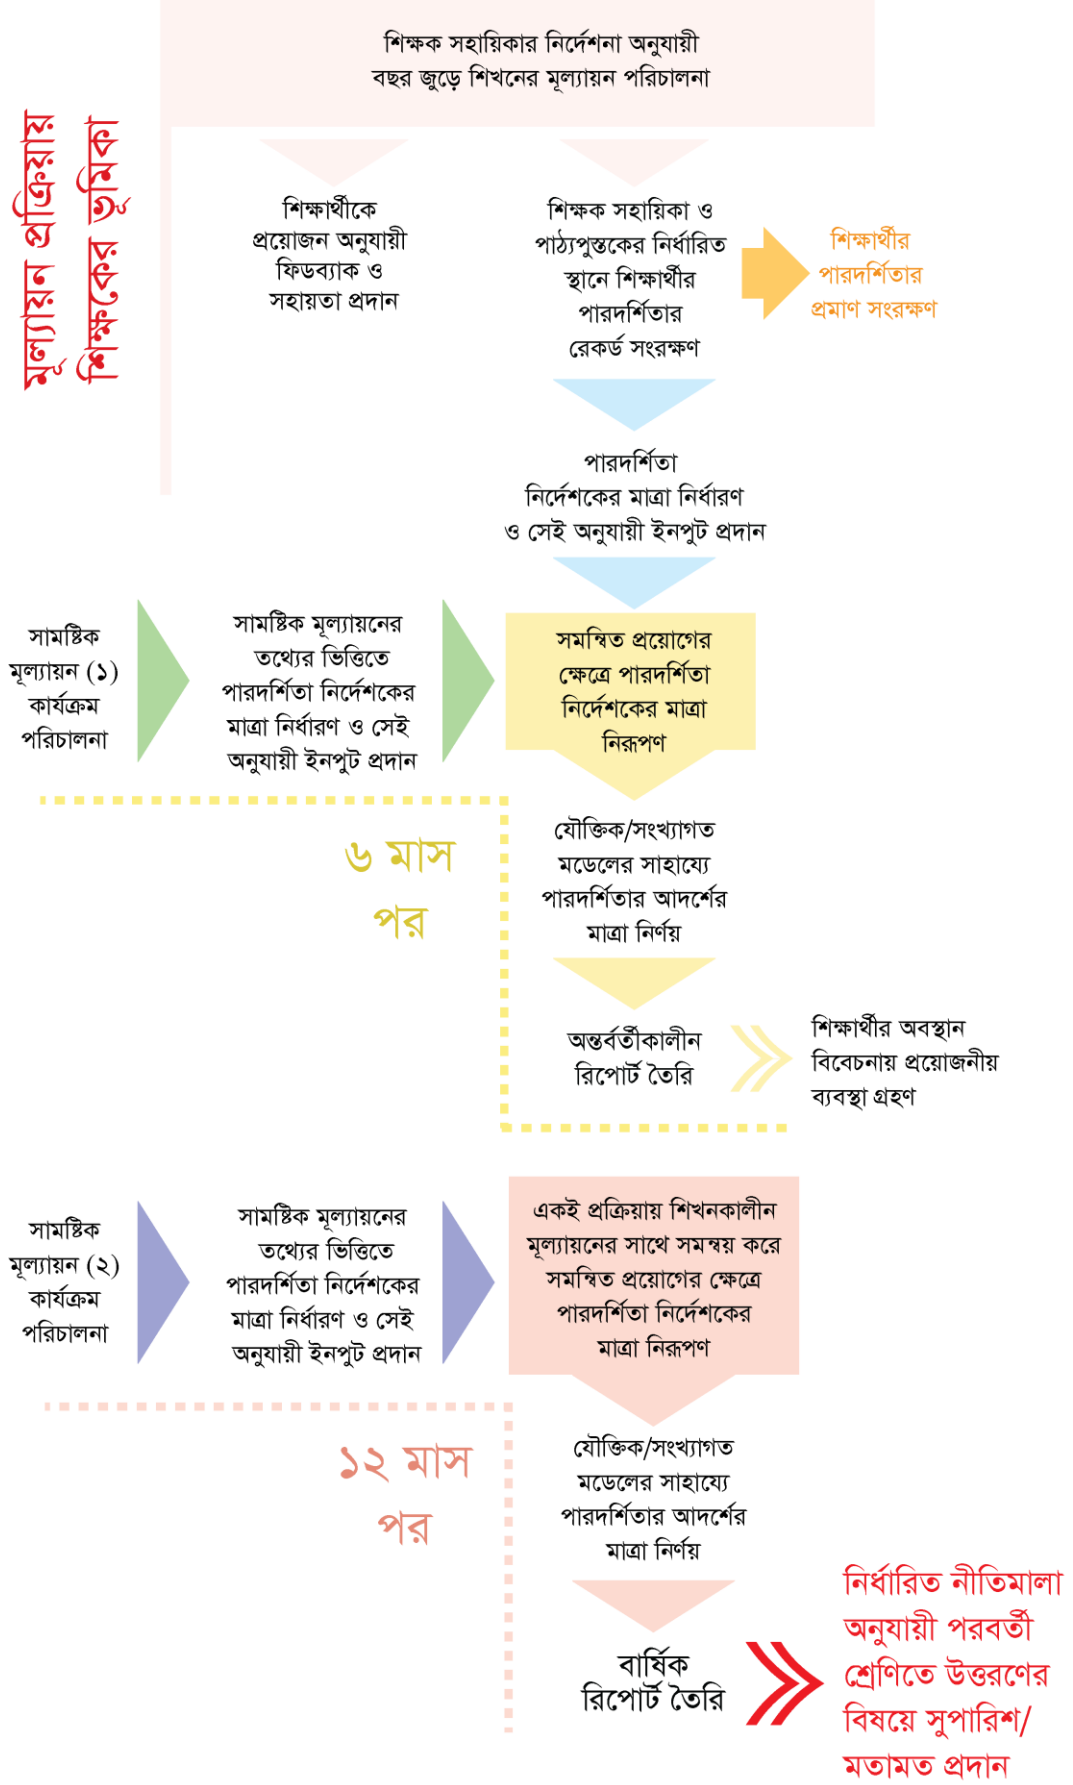 শিক্ষক সহায়িকার নির্দেশনা অনুযায়ী
বছর জুড়ে শিখনের মূল্যায়ন পরিচালনা
মূল্যায়ন প্রক্রিয়ায়
শিক্ষকের ভূমিকা
শিক্ষার্থীকে
প্রয়োজন অনুযায়ী
ফিডব্যাক ও
সহায়তা প্রদান
শিক্ষক সহায়িকা ও
পাঠ্যপুস্তকের নির্ধারিত
স্থানে শিক্ষার্থীর
পারদর্শিতার
রেকর্ড সংরক্ষণ
শিক্ষার্থীর
পারদর্শিতার
প্রমাণ সংরক্ষণ
পারদর্শিতা
নির্দেশকের মাত্রা নির্ধারণ
ও সেই অনুযায়ী ইনপুট প্রদান
সামষ্টিক
মূল্যায়ন (১)
কার্যক্রম
পরিচালনা
সামষ্টিক মূল্যায়নের
তথ্যের ভিত্তিতে
পারদর্শিতা নির্দেশকের
মাত্রা নির্ধারণ ও সেই
অনুযায়ী ইনপুট প্রদান
সমন্বিত প্রয়োগের
ক্ষেত্রে পারদর্শিতা
নির্দেশকের মাত্রা
নিরূপণ
৬ মাস
পর
যৌক্তিক/সংখ্যাগত
মডেলের সাহায্যে
পারদর্শিতার আদর্শের
মাত্রা নির্ণয়
অন্তর্বর্তীকালীন
রিপোর্ট তৈরি
শিক্ষার্থীর অবস্থান
বিবেচনায় প্রয়োজনীয়
ব্যবস্থা গ্রহণ
সামষ্টিক
মূল্যায়ন (২)
কার্যক্রম
পরিচালনা
সামষ্টিক মূল্যায়নের
তথ্যের ভিত্তিতে
পারদর্শিতা নির্দেশকের
মাত্রা নির্ধারণ ও সেই
অনুযায়ী ইনপুট প্রদান
একই প্রক্রিয়ায় শিখনকালীন
মূল্যায়নের সাথে সমন্বয় করে
সমন্বিত প্রয়োগের ক্ষেত্রে
পারদর্শিতা নির্দেশকের
মাত্রা নিরূপণ
১২ মাস
পর
যৌক্তিক/সংখ্যাগত
মডেলের সাহায্যে
পারদর্শিতার আদর্শের
মাত্রা নির্ণয়
বার্ষিক
রিপোর্ট তৈরি
নির্ধারিত নীতিমালা
অনুযায়ী পরবর্তী
শ্রেণিতে উত্তরণের
বিষয়ে সুপারিশ/
মতামত প্রদান